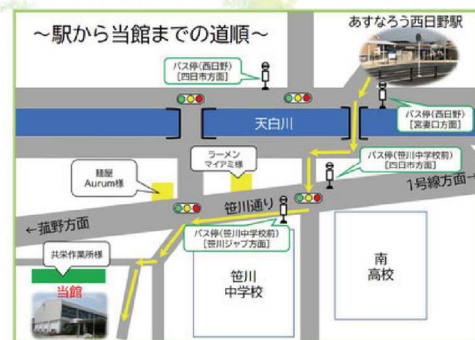 ～駅から当館までの道順～
あすなろう西日野駅
バス停(西日野)
[四日市方面]
天白川
バス停(西日野)
[宮妻口方面]
麺屋
Aurum様
ラーメン
マイアミ様
バス停(笹川中学校前)
[四日市方面]
1号線方面→
笹川通り
←菰野方面
バス停(笹川中学校前)
[笹川ジャブ方面]
共栄作業所様
当館
笹川
中学校
南
高校